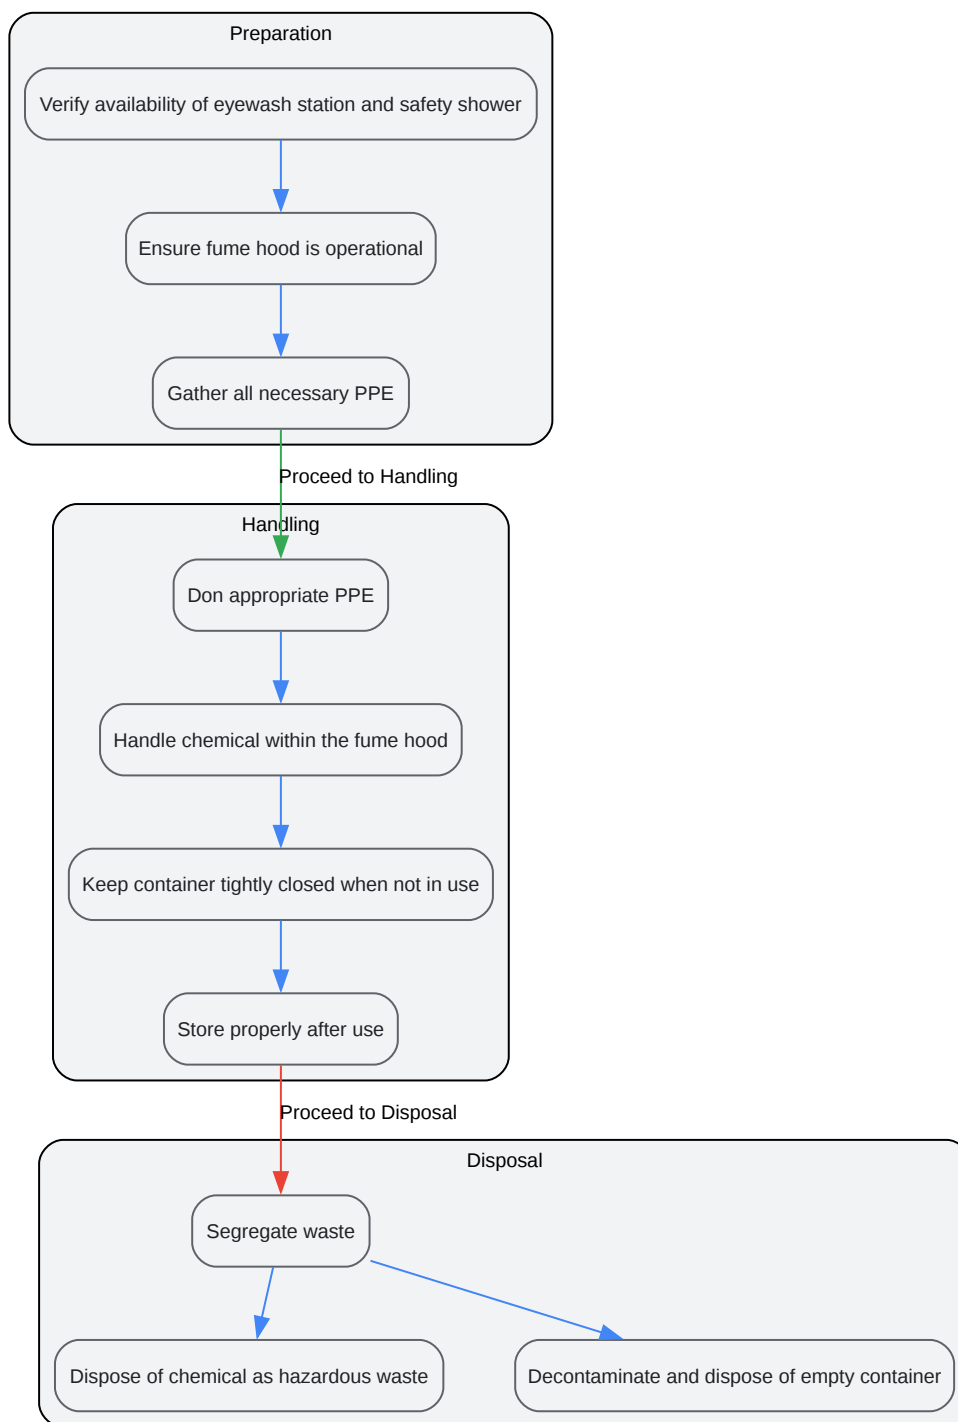 Preparation
Verify availability of eyewash station and safety shower
Ensure fume hood is operational
Gather all necessary PPE
Proceed to Handling
Handling
Don appropriate PPE
Handle chemical within the fume hood
Keep container tightly closed when not in use
Store properly after use
Proceed to Disposal
Disposal
Segregate waste
Dispose of chemical as hazardous waste
Decontaminate and dispose of empty container